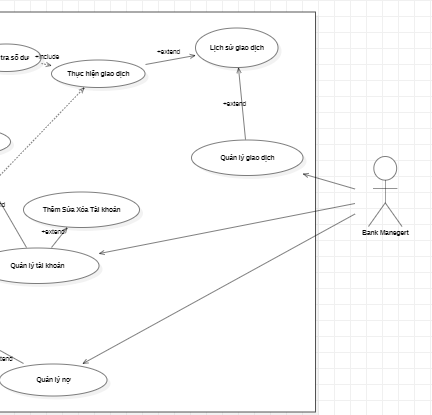 Lịch sử giao dịch
+extend
tra số dư
+include
Thực hiện giao dịch
+extend
Quản lý giao dịch
Thêm Sửa Xóa Tài khoản
+extend
Bank Managert
Quản lý tài khoản
tend
Quản lý nợ